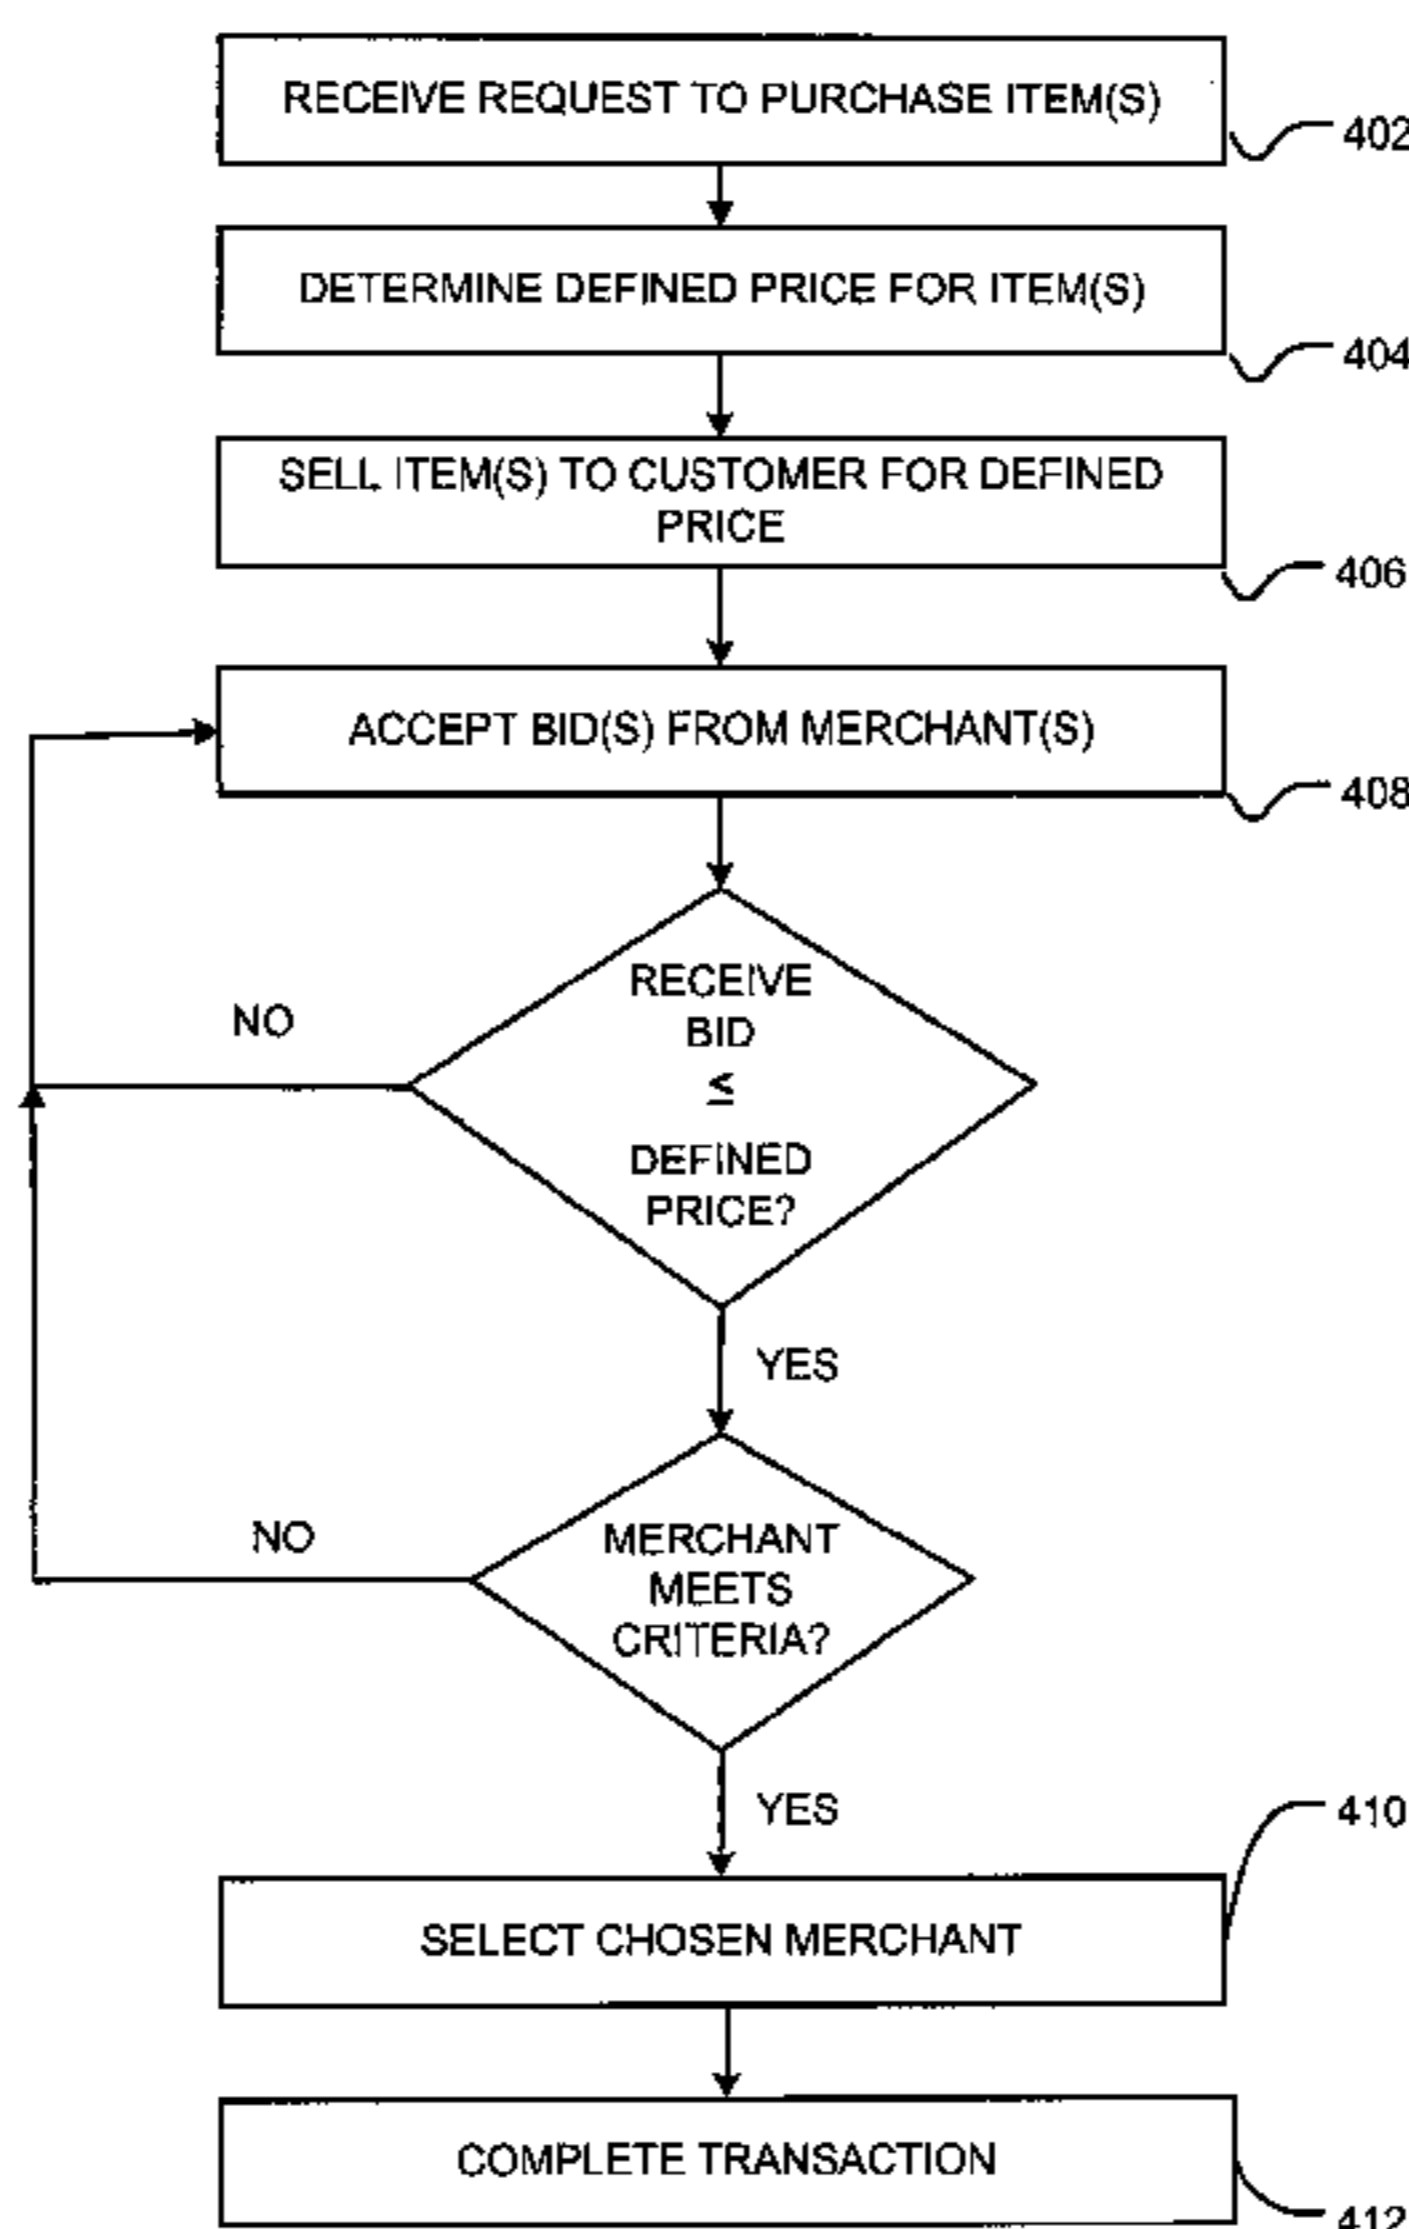 RECEIVE REQUEST TO PURCHASE ITEM(S)
402
DETERMINE DEFINED PRICE FOR ITEM(S)
404
SELL ITEM(S) TO CUSTOMER FOR DEFINED
PRICE
406
ACCEPT BID(S) FROM MERCHANT(S)
408
RECEIVE
BID
≤
DEFINED
PRICE?
NO
YES
MERCHANT
MEETS
CRITERIA?
NO
YES
410
SELECT CHOSEN MERCHANT
COMPLETE TRANSACTION
412